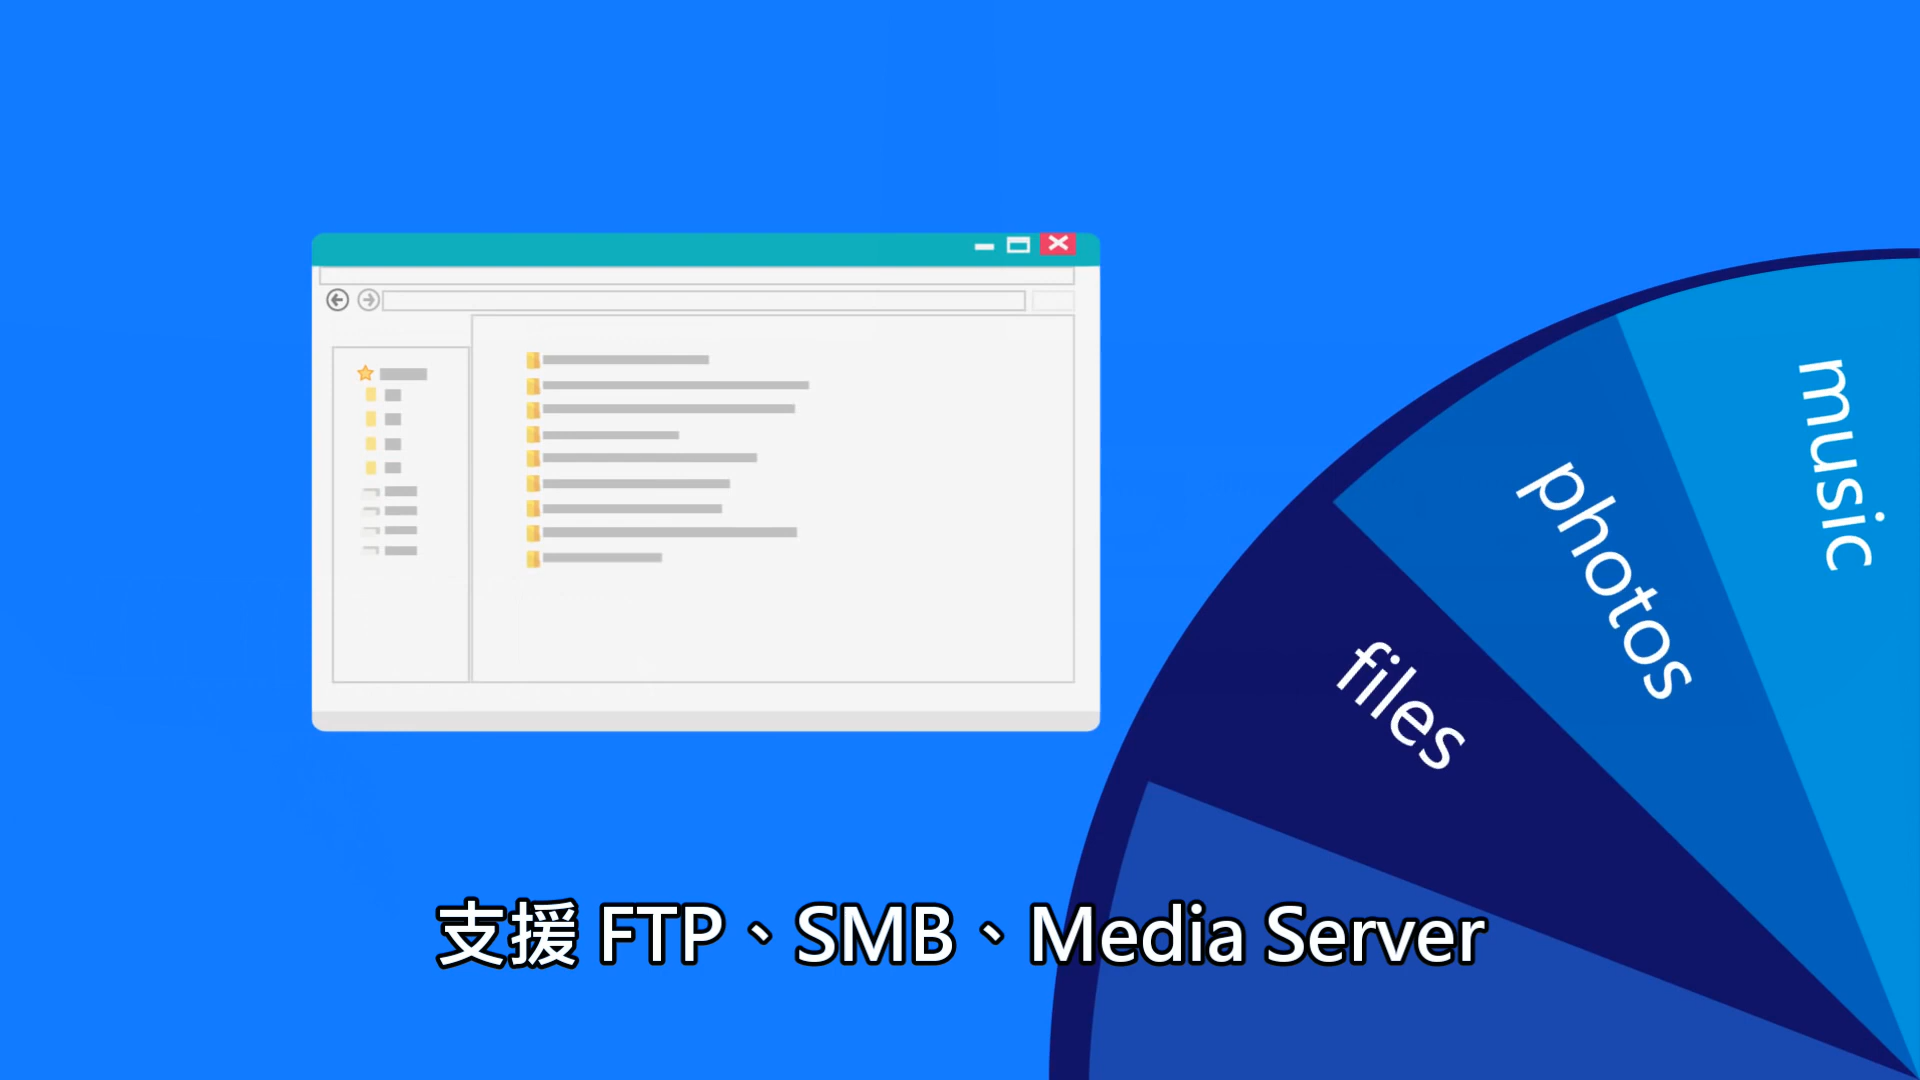 music
photos
files
支援 FTP、SMB、Media Server